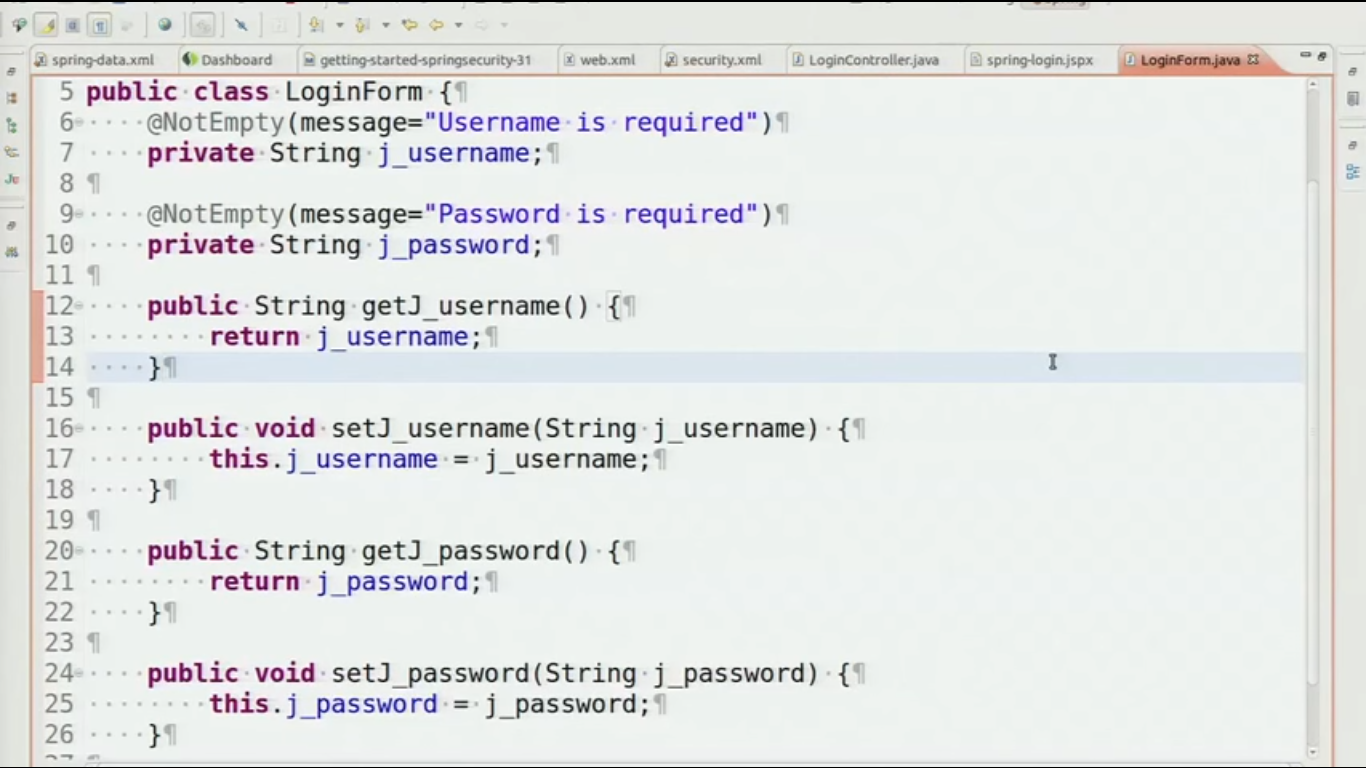 spring-data.xml Dashboard getting-started-springsecurity-31 web.xml security.xml LoginController.java spring-login.jspx LoginForm.java
5 public class LoginForm {¶
6 ····@NotEmpty(message="Username·is·required")¶
7 ····private·String·j_username;¶
8 ¶
9 ····@NotEmpty(message="Password·is·required")¶
10 ····private·String·j_password;¶
11 ¶
12 ····public·String·getJ_username()·{¶
13 ········return·j_username;¶
14 ····}¶
15 ¶
16 ····public·void·setJ_username(String·j_username)·{¶
17 ········this.j_username·=·j_username;¶
18 ····}¶
19 ¶
20 ····public·String·getJ_password()·{¶
21 ········return·j_password;¶
22 ····}¶
23 ¶
24 ····public·void·setJ_password(String·j_password)·{¶
25 ········this.j_password·=·j_password;¶
26 ····}¶